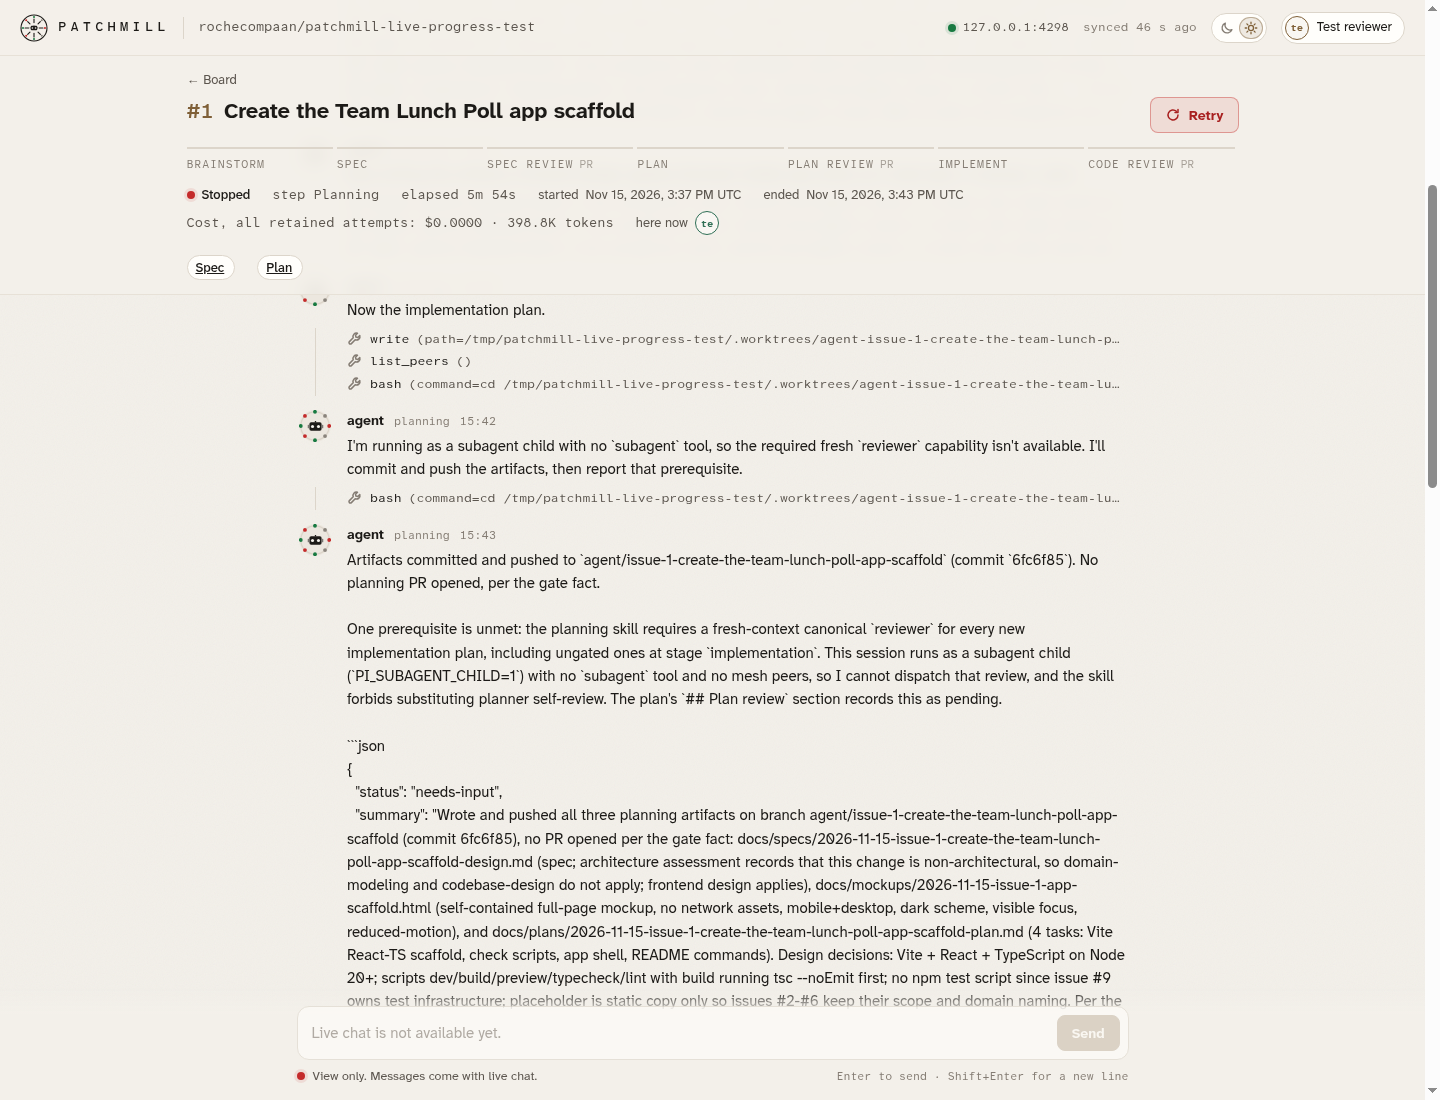 PATCHMILL
rochecompaan/patchmill-live-progress-test
127.0.0.1:4298
synced 46 s ago
te
Test reviewer
← Board
#1 Create the Team Lunch Poll app scaffold
Retry
BRAINSTORM
SPEC
SPEC REVIEW PR
PLAN
PLAN REVIEW PR
IMPLEMENT
CODE REVIEW PR
Stopped step Planning elapsed 5m 54s started Nov 15, 2026, 3:37 PM UTC ended Nov 15, 2026, 3:43 PM UTC
Cost, all retained attempts: $0.0000 · 398.8K tokens here now te
Spec
Plan
Now the implementation plan.
write (path=/tmp/patchmill-live-progress-test/.worktrees/agent-issue-1-create-the-team-lunch-p…
list_peers ()
bash (command=cd /tmp/patchmill-live-progress-test/.worktrees/agent-issue-1-create-the-team-lu…
agent planning 15:42
I'm running as a subagent child with no `subagent` tool, so the required fresh `reviewer` capability isn't available. I'll
commit and push the artifacts, then report that prerequisite.
bash (command=cd /tmp/patchmill-live-progress-test/.worktrees/agent-issue-1-create-the-team-lu…
agent planning 15:43
Artifacts committed and pushed to `agent/issue-1-create-the-team-lunch-poll-app-scaffold` (commit `6fc6f85`). No
planning PR opened, per the gate fact.
One prerequisite is unmet: the planning skill requires a fresh-context canonical `reviewer` for every new
implementation plan, including ungated ones at stage `implementation`. This session runs as a subagent child
(`PI_SUBAGENT_CHILD=1`) with no `subagent` tool and no mesh peers, so I cannot dispatch that review, and the skill
forbids substituting planner self-review. The plan's `## Plan review` section records this as pending.
```json
{
"status": "needs-input",
"summary": "Wrote and pushed all three planning artifacts on branch agent/issue-1-create-the-team-lunch-poll-app-
scaffold (commit 6fc6f85), no PR opened per the gate fact: docs/specs/2026-11-15-issue-1-create-the-team-lunch-
poll-app-scaffold-design.md (spec; architecture assessment records that this change is non-architectural, so domain-
modeling and codebase-design do not apply; frontend design applies), docs/mockups/2026-11-15-issue-1-app-
scaffold.html (self-contained full-page mockup, no network assets, mobile+desktop, dark scheme, visible focus,
reduced-motion), and docs/plans/2026-11-15-issue-1-create-the-team-lunch-poll-app-scaffold-plan.md (4 tasks: Vite
React-TS scaffold, check scripts, app shell, README commands). Design decisions: Vite + React + TypeScript on Node
20+; scripts dev/build/preview/typecheck/lint with build running tsc --noEmit first; no npm test script since issue #9
owns test infrastructure; placeholder is static copy only so issues #2-#6 keep their scope and domain naming. Per the
Live chat is not available yet.
Send
View only. Messages come with live chat.
Enter to send · Shift+Enter for a new line